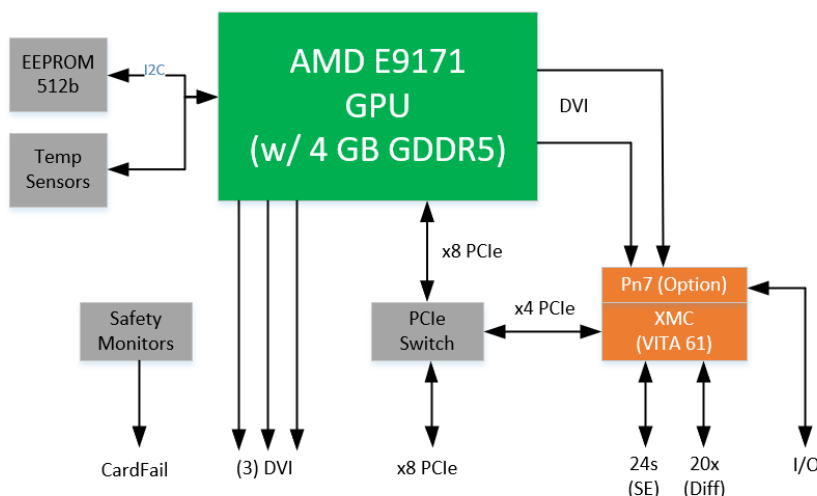 EEPROM
512b
I2C
AMD E9171
GPU
(w/ 4 GB GDDR5)
DVI
Temp
Sensors
x8 PCIe
Pn7 (Option)
Safety
Monitors
PCIe
Switch
x4 PCIe
XMC
(VITA 61)
CardFail
(3) DVI
x8 PCIe
24s
(SE)
20x
(Diff)
I/O